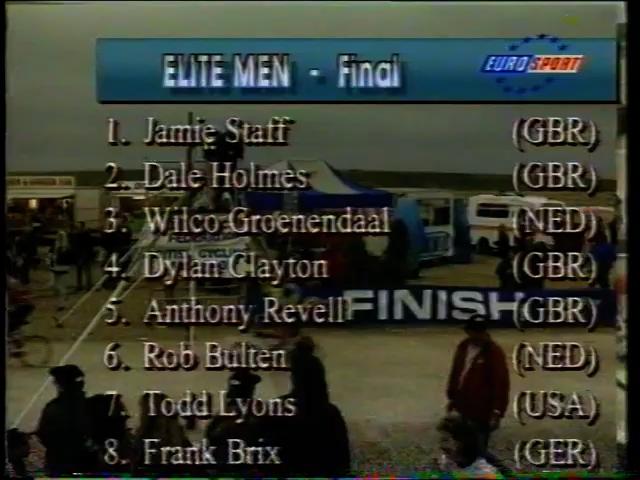 ELITE MEN - Final
EUROSPORT
1. Jamie Staff (GBR)
2. Dale Holmes (GBR)
3. Wilco Groenendaal (NED)
4. Dylan Clayton (GBR)
5. Anthony Revell (GBR)
6. Rob Bulten (NED)
7. Todd Lyons (USA)
8. Frank Brix (GER)
FINISH